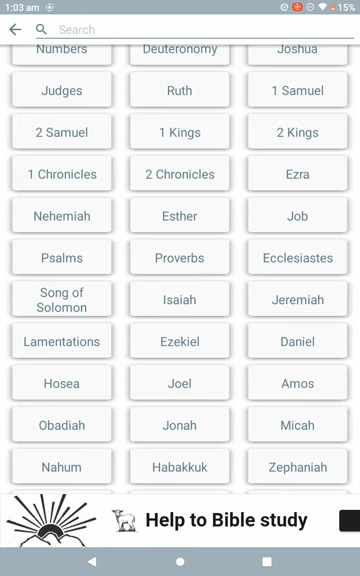 1:03 am
15%
Search
Numbers Deuteronomy Joshua
Judges Ruth 1 Samuel
2 Samuel 1 Kings 2 Kings
1 Chronicles 2 Chronicles Ezra
Nehemiah Esther Job
Psalms Proverbs Ecclesiastes
Song of
Solomon
Isaiah Jeremiah
Lamentations Ezekiel Daniel
Hosea Joel Amos
Obadiah Jonah Micah
Nahum Habakkuk Zephaniah
Help to Bible study